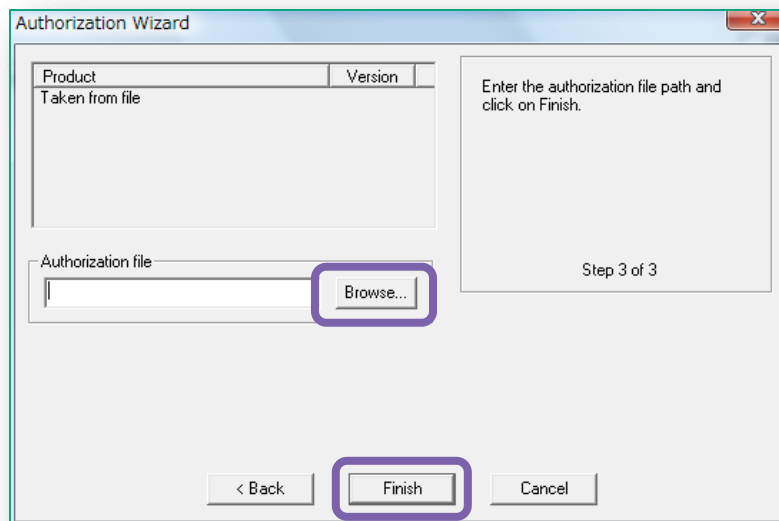 Authorization Wizard
Product Version
Taken from file
Enter the authorization file path and
click on Finish.
Authorization file
Browse...
Step 3 of 3
< Back Finish Cancel